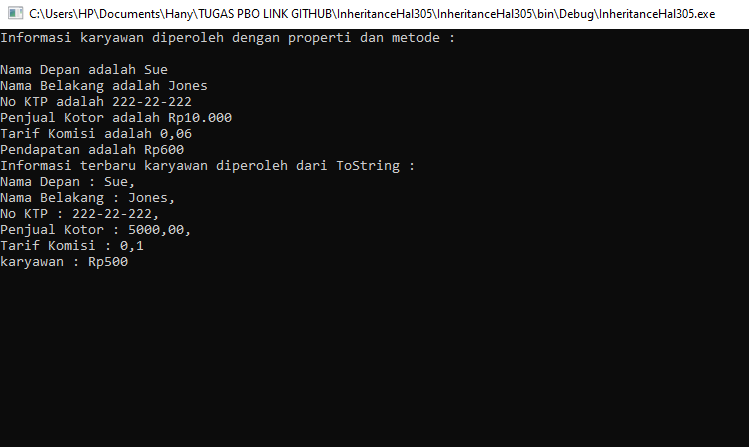 C:\Users\HP\Documents\Hany\TUGAS PBO LINK GITHUB\InheritanceHal305\InheritanceHal305\bin\Debug\InheritanceHal305.exe
Informasi karyawan diperoleh dengan properti dan metode :
Nama Depan adalah Sue
Nama Belakang adalah Jones
No KTP adalah 222-22-222
Penjual Kotor adalah Rp10.000
Tarif Komisi adalah 0,06
Pendapatan adalah Rp600
Informasi terbaru karyawan diperoleh dari ToString :
Nama Depan : Sue,
Nama Belakang : Jones,
No KTP : 222-22-222,
Penjual Kotor : 5000,00,
Tarif Komisi : 0,1
karyawan : Rp500